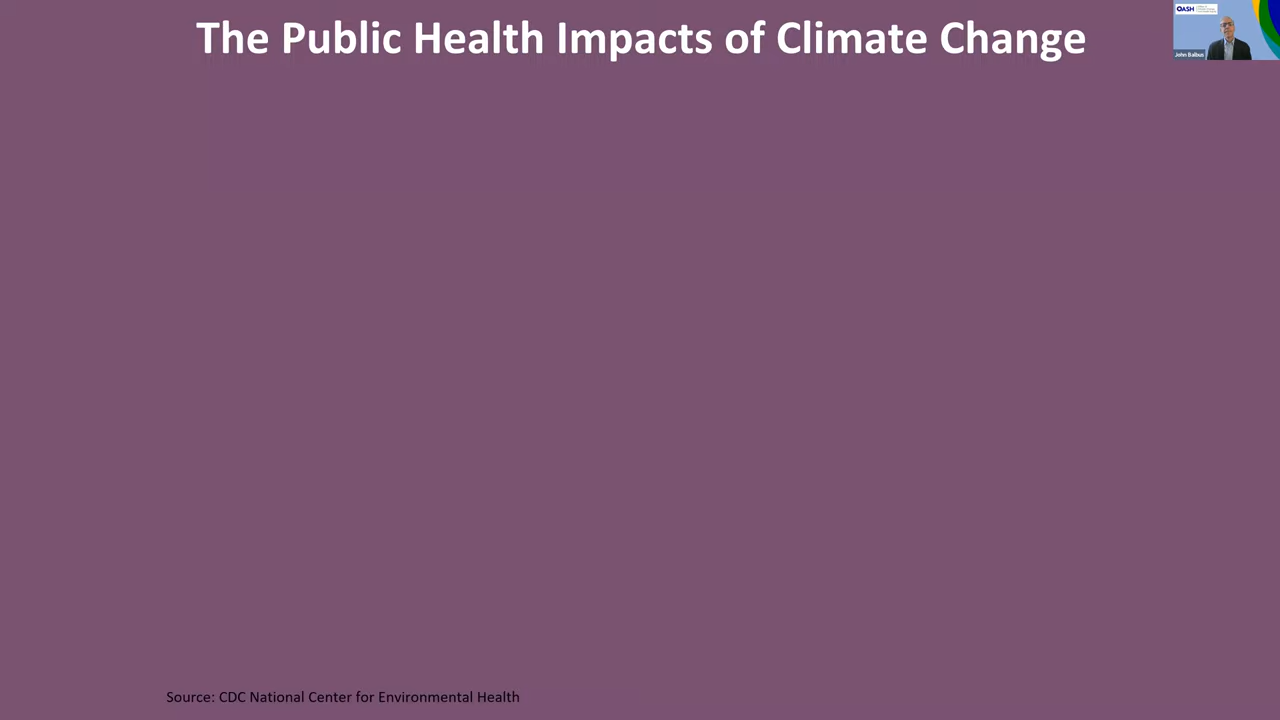 The Public Health Impacts of Climate Change
OASH
John Balbus
Source: CDC National Center for Environmental Health